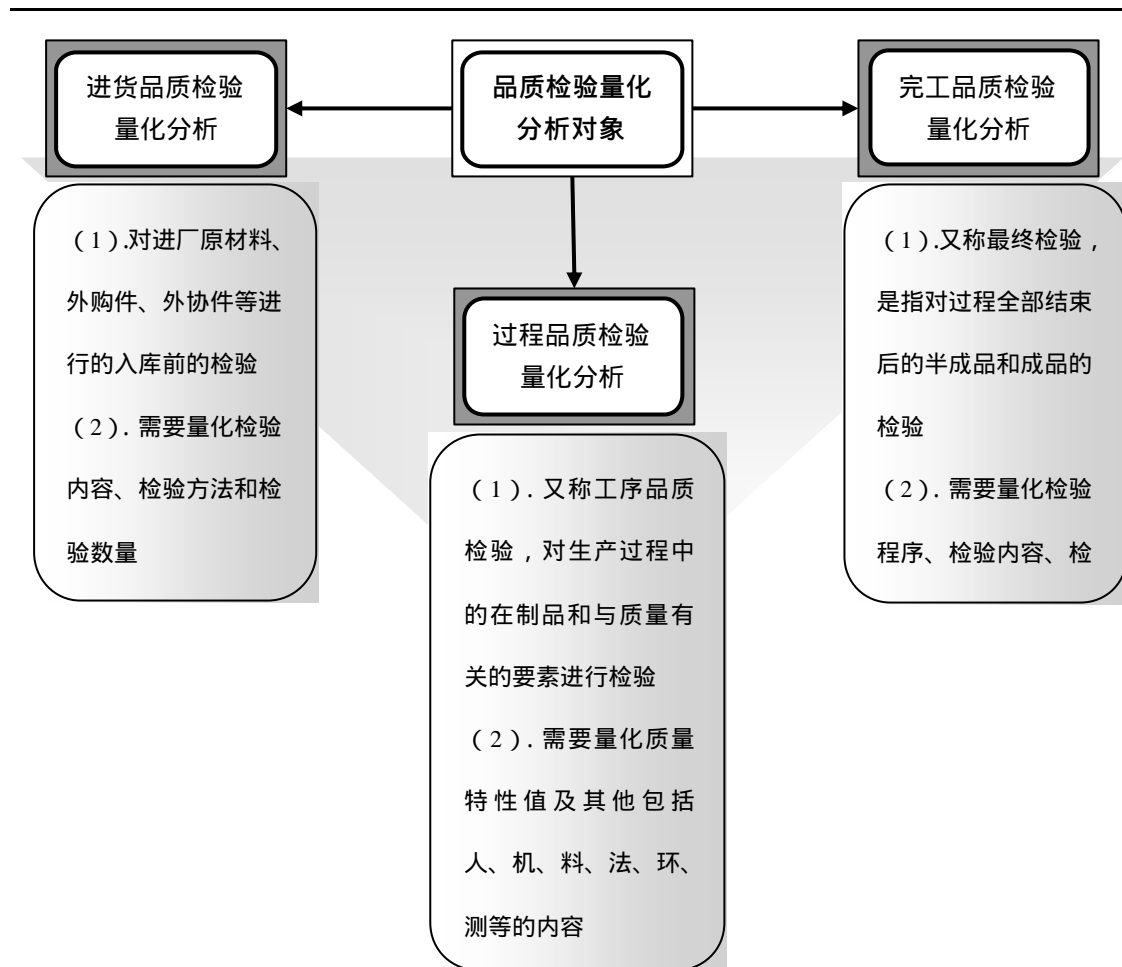 进货品质检验
量化分析
品质检验量化
分析对象
完工品质检验
量化分析
（1）.对进厂原材料、
外购件、外协件等进
行的入库前的检验
（2）. 需要量化检验
内容、检验方法和检
验数量
过程品质检验
量化分析
（1）. 又称工序品质
检验，对生产过程中
的在制品和与质量有
关的要素进行检验
（2）. 需要量化质量
特性值及其他包括
人、机、料、法、环、
测等的内容
（1）.又称最终检验，
是指对过程全部结束
后的半成品和成品的
检验
（2）. 需要量化检验
程序、检验内容、检